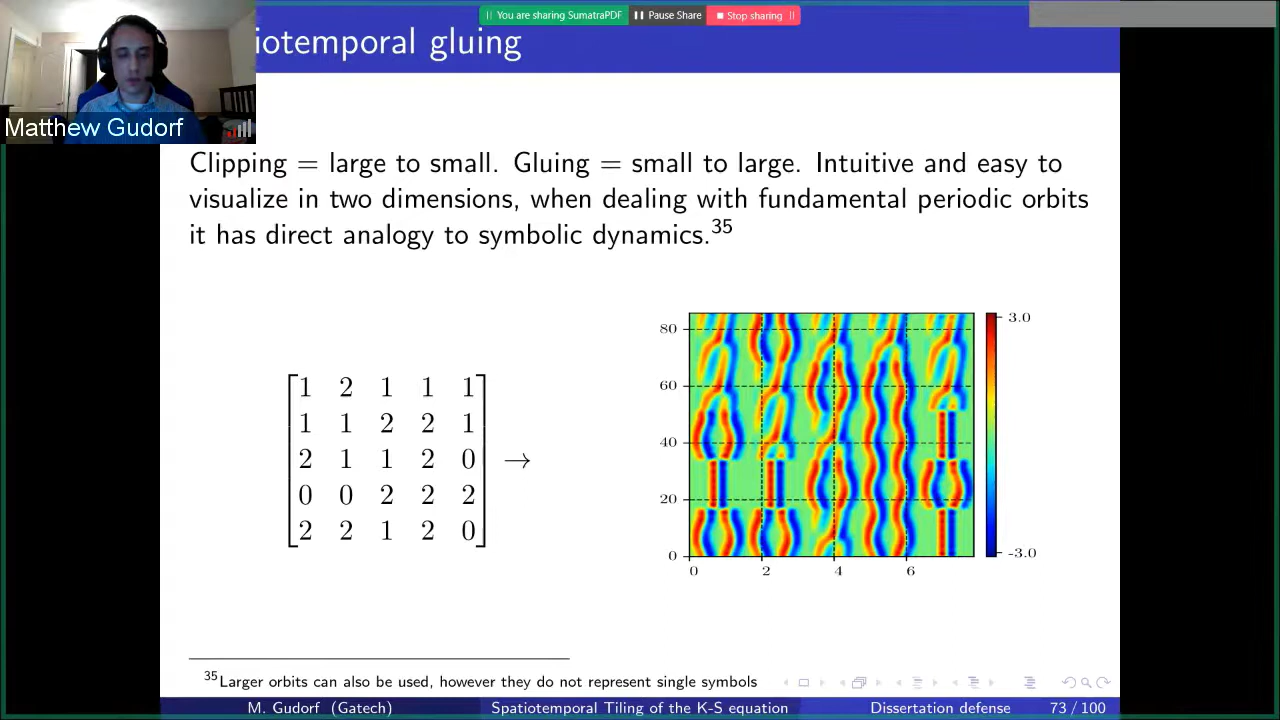 You are sharing SumatraPDF
Pause Share
Stop sharing
iotemporal gluing
Matthew Gudorf
Clipping = large to small. Gluing = small to large. Intuitive and easy to
visualize in two dimensions, when dealing with fundamental periodic orbits
it has direct analogy to symbolic dynamics.35
1 2 1 1 1
1 1 2 2 1
2 1 1 2 0
0 0 2 2 2
2 2 1 2 0
→
80
60
40
20
0
0 2 4 6
3.0
-3.0
35Larger orbits can also be used, however they do not represent single symbols
M. Gudorf (Gatech) Spatiotemporal Tiling of the K-S equation Dissertation defense 73 / 100